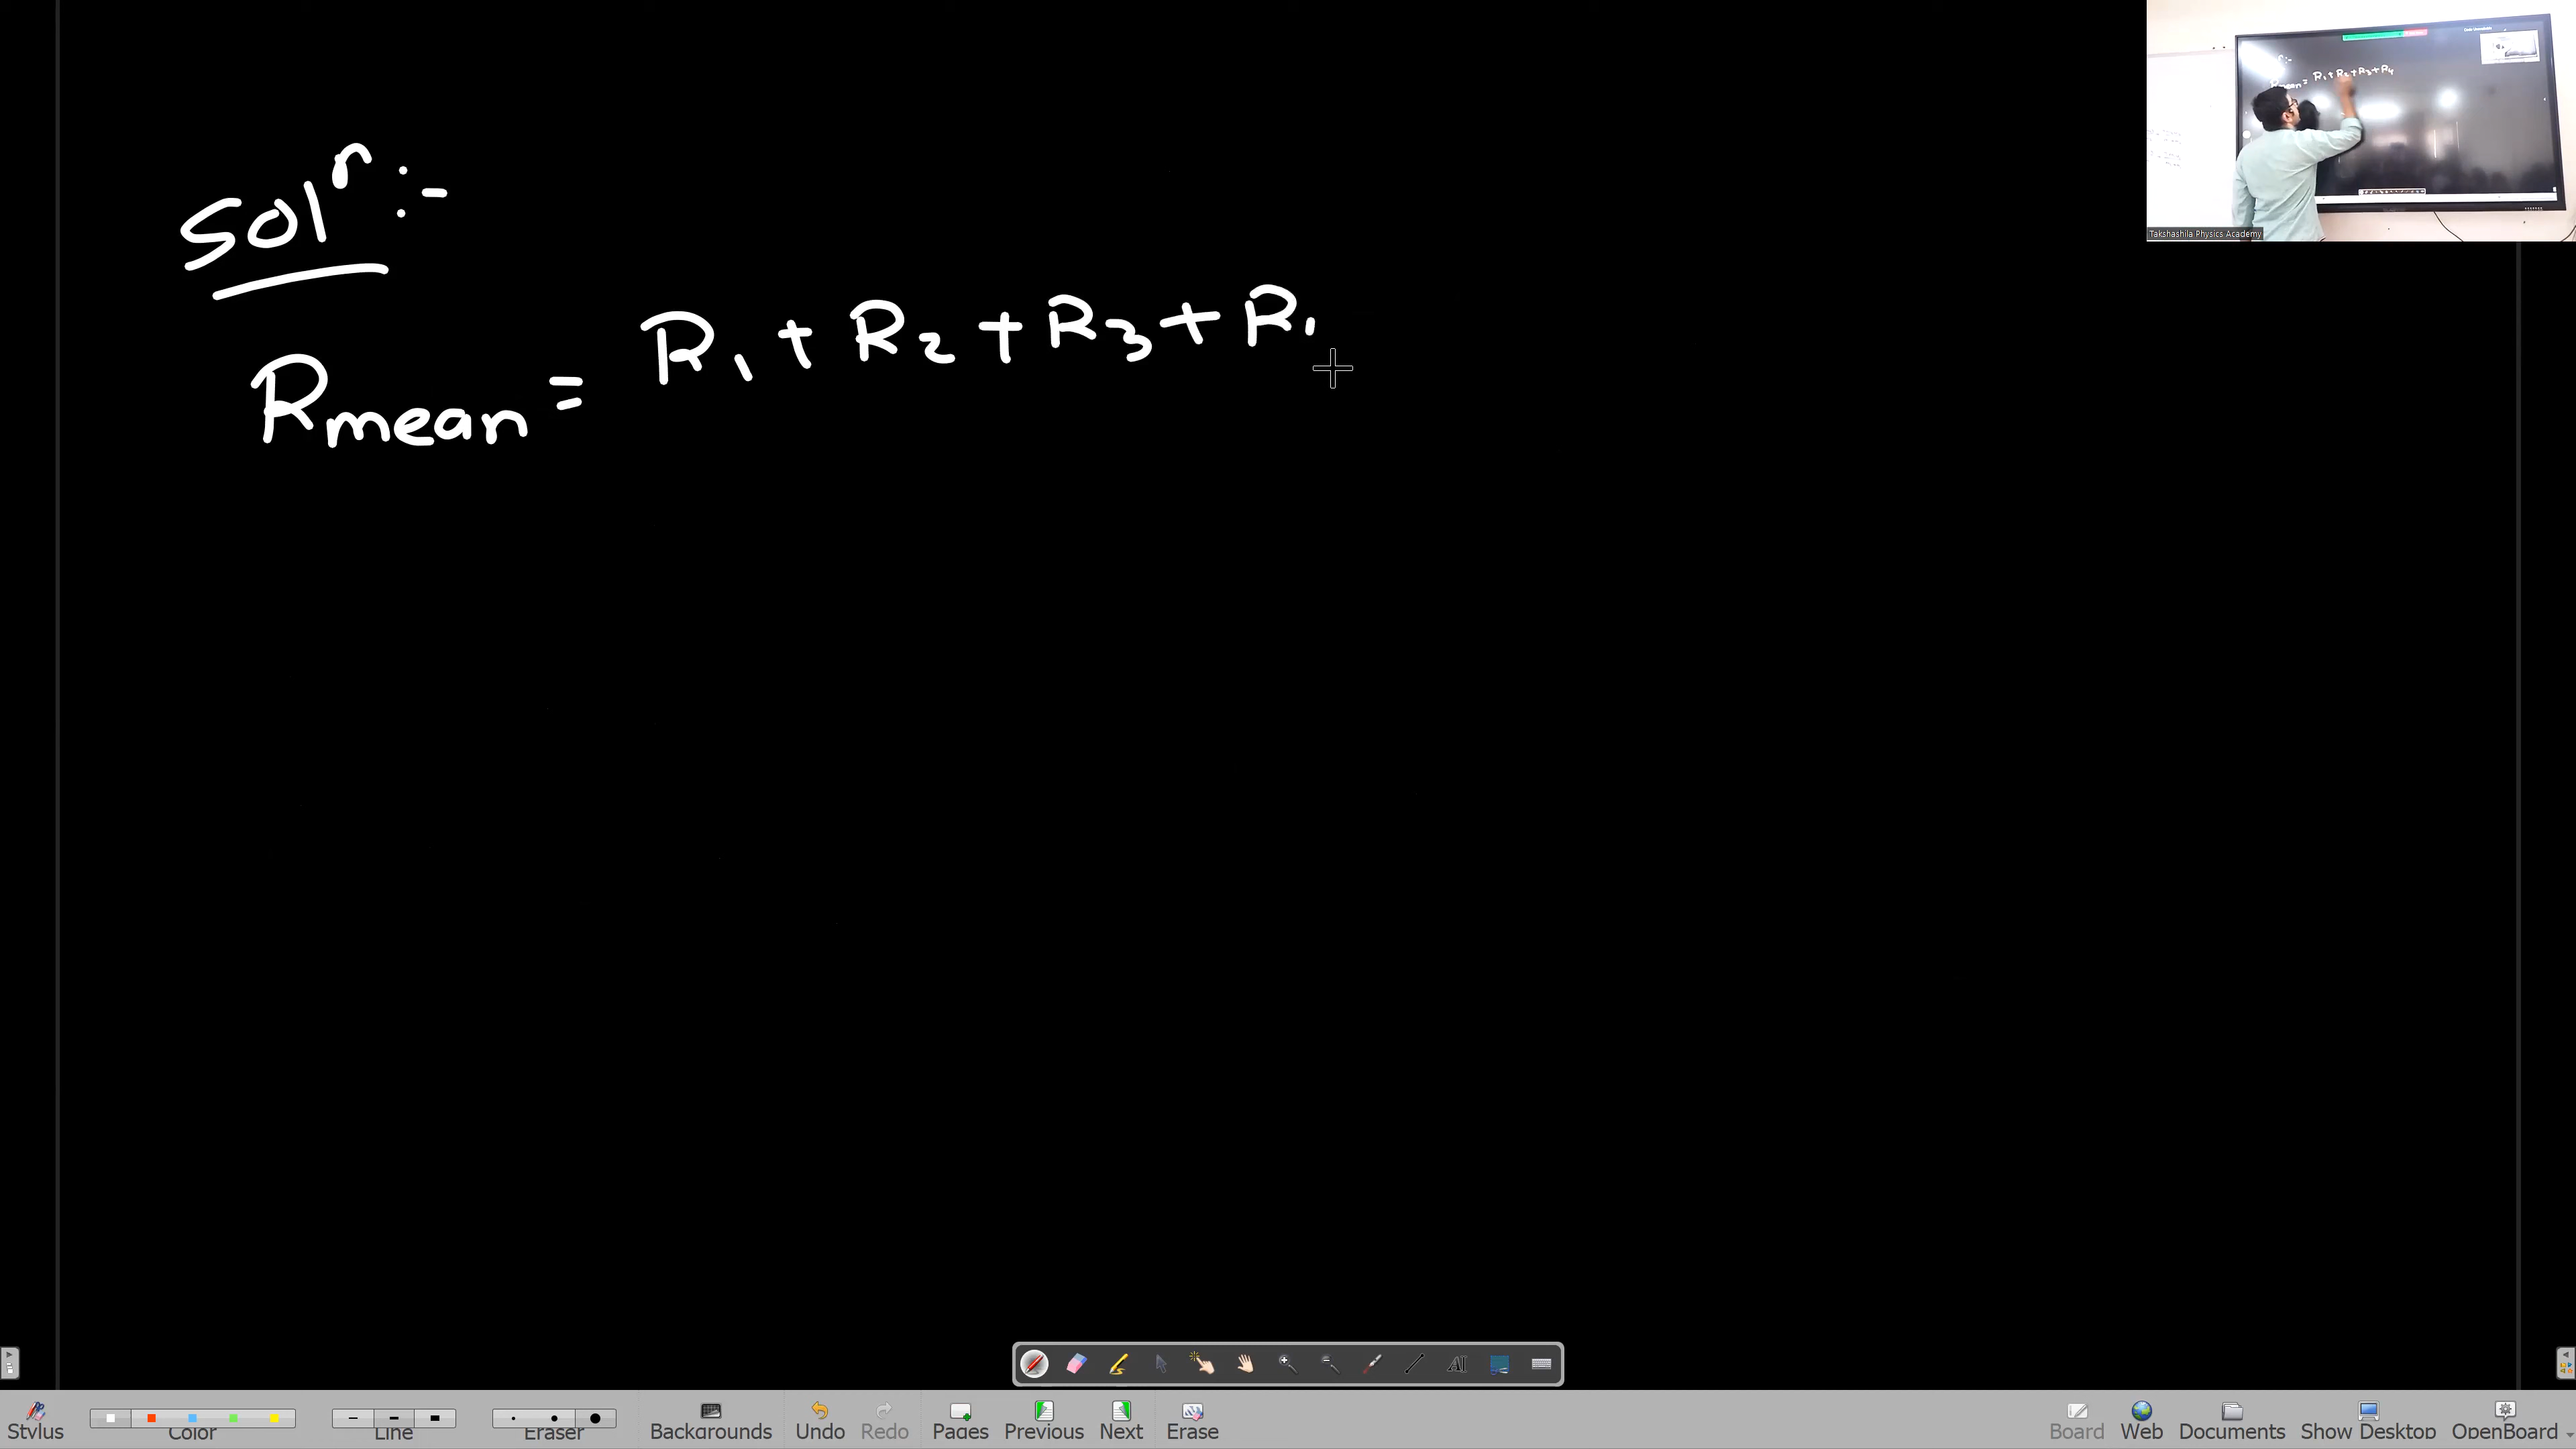 Solⁿ :-
Rmean = R₁ + R₂ + R₃ + R
Takshashila Physics Academy
Stylus
Color
Line
Eraser
Backgrounds
Undo
Redo
Pages
Previous
Next
Erase
Board
Web
Documents
Show Desktop
OpenBoard